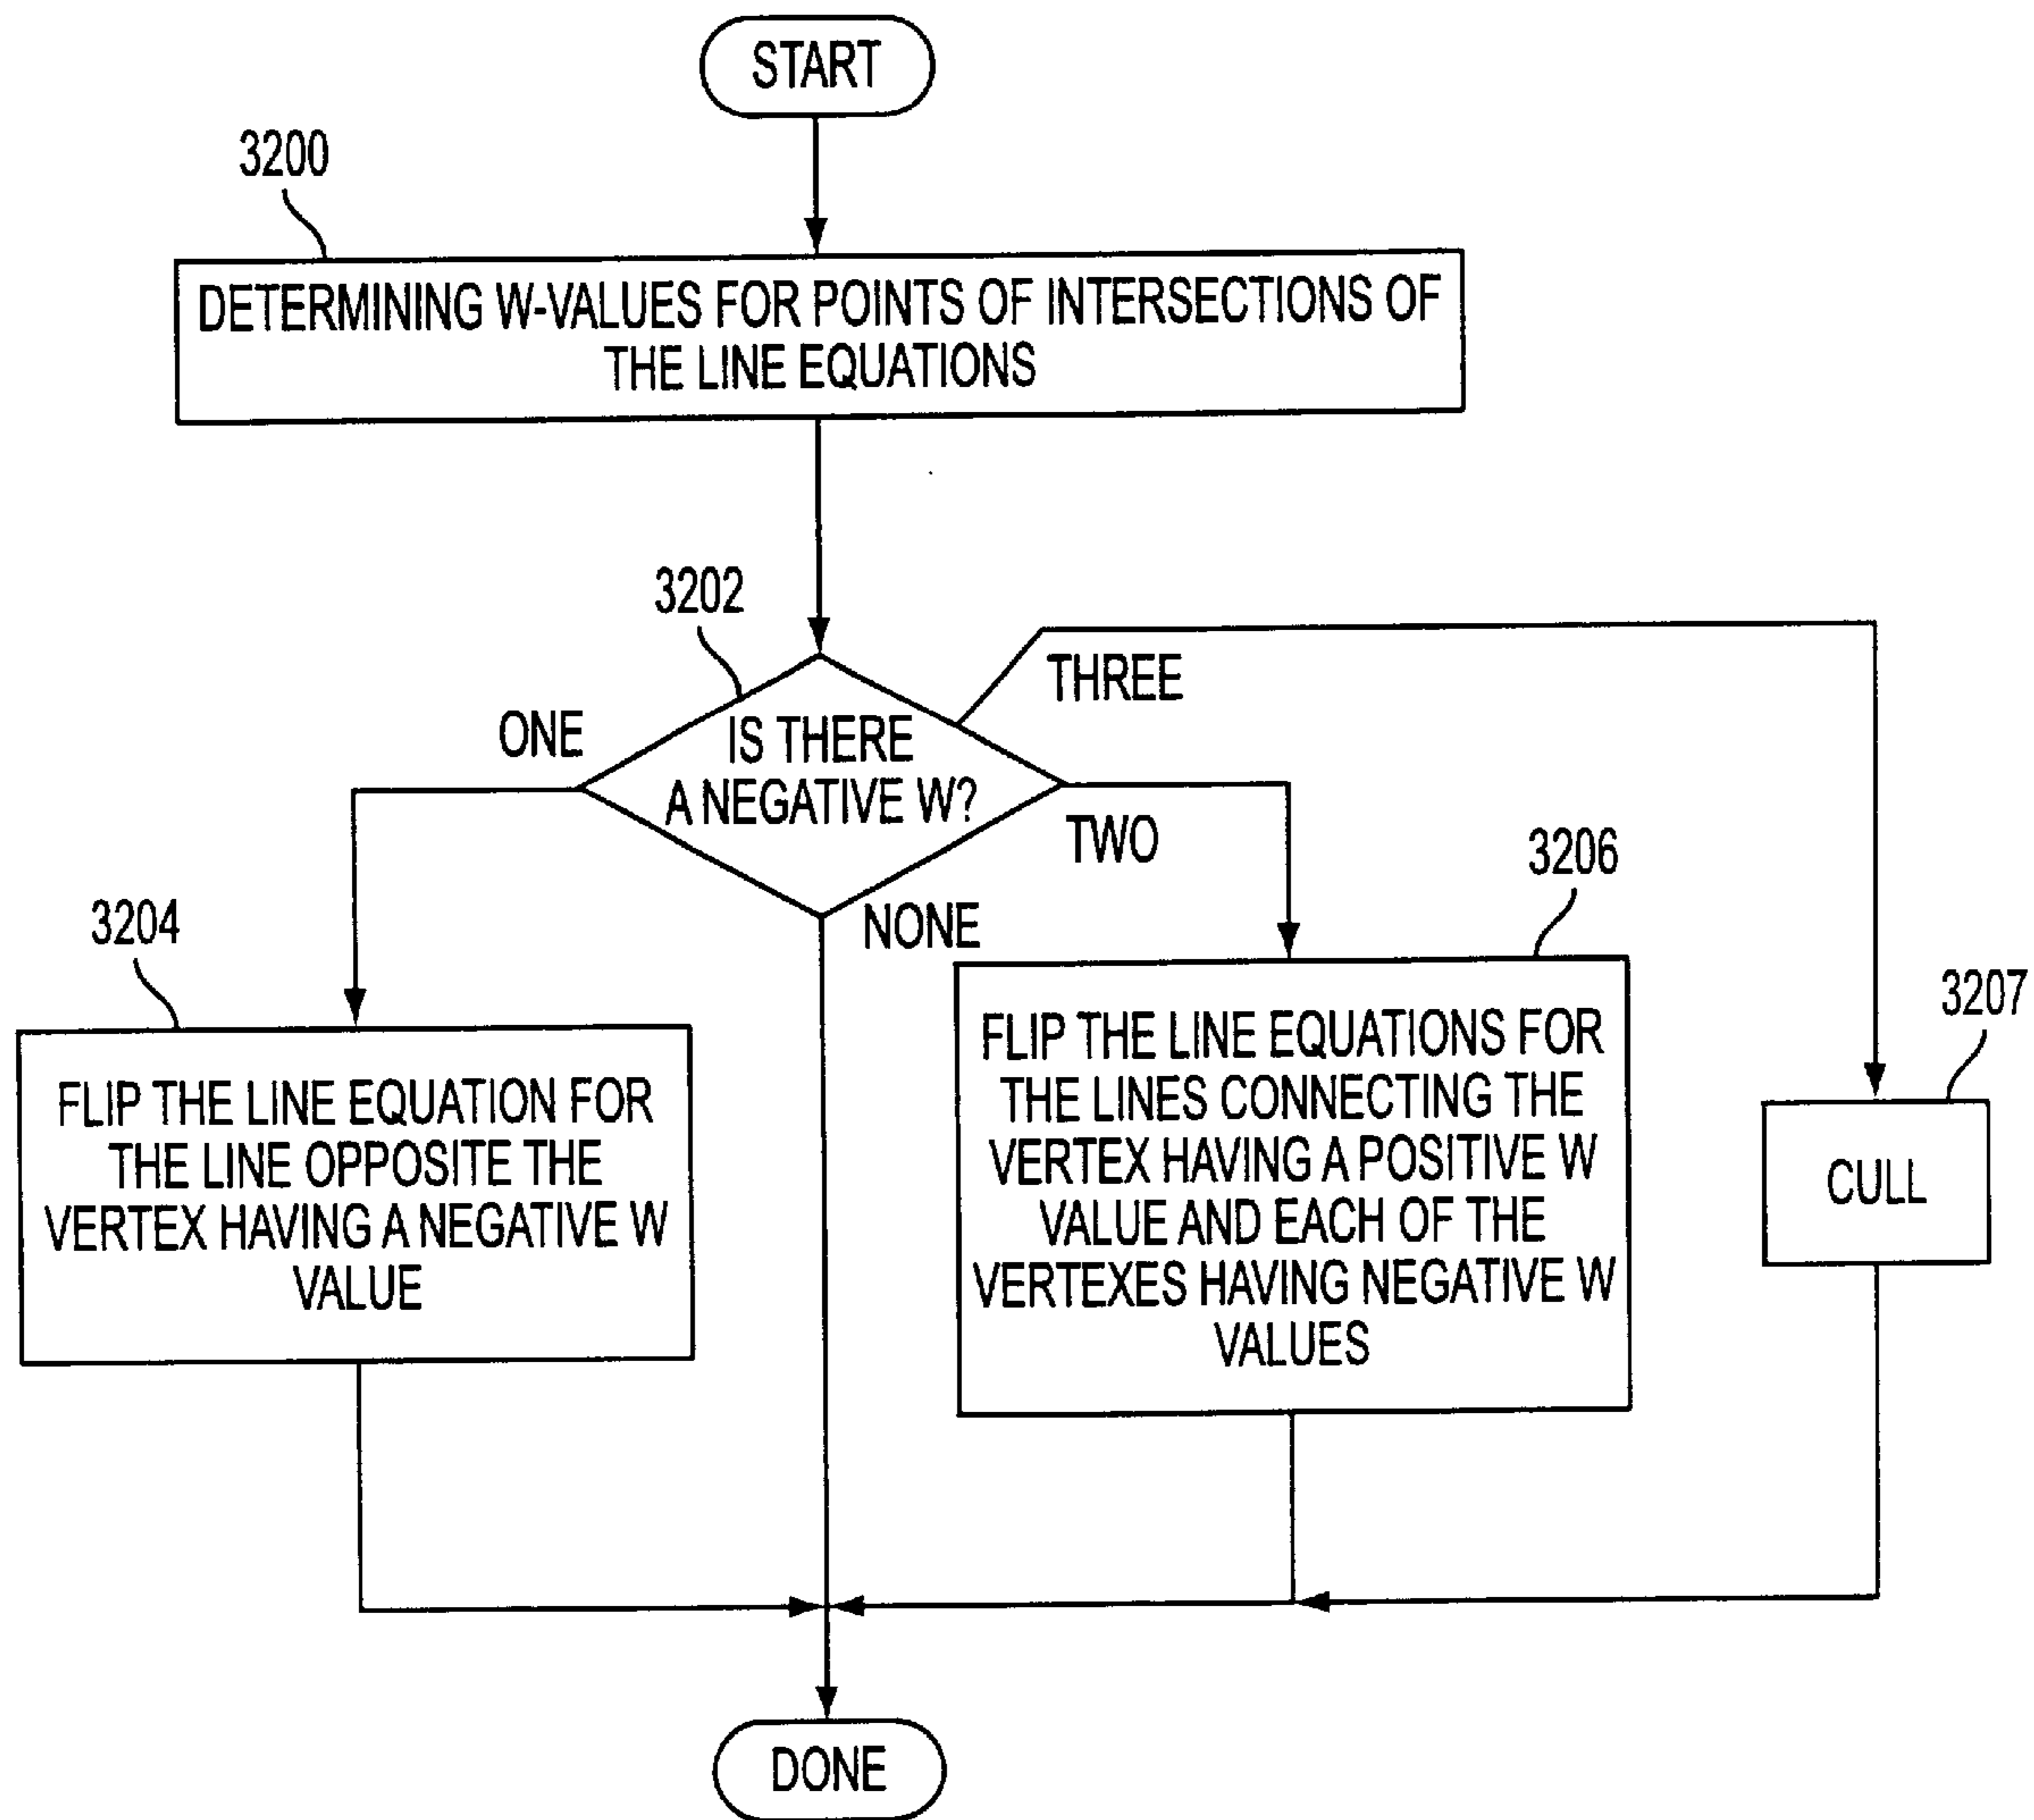 START
3200
DETERMINING W-VALUES FOR POINTS OF INTERSECTIONS OF
THE LINE EQUATIONS
3202
IS THERE
A NEGATIVE W?
ONE
THREE
TWO
NONE
3204
FLIP THE LINE EQUATION FOR
THE LINE OPPOSITE THE
VERTEX HAVING A NEGATIVE W
VALUE
3206
FLIP THE LINE EQUATIONS FOR
THE LINES CONNECTING THE
VERTEX HAVING A POSITIVE W
VALUE AND EACH OF THE
VERTEXES HAVING NEGATIVE W
VALUES
3207
CULL
DONE